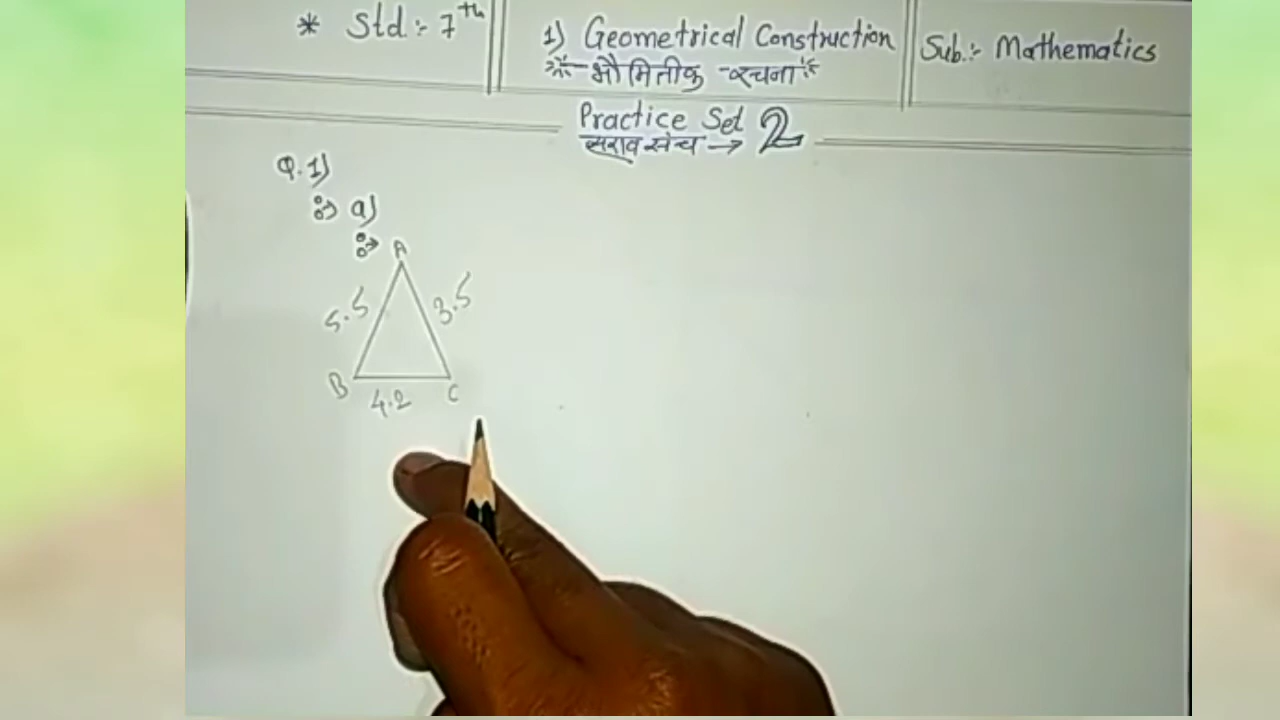 * Std :- 7th
1) Geometrical Construction
भौमितीक रचना
Sub. :- Mathematics
Practice Set 2
सराव संच → 
Q. 1)
a)
A
5.5 3.5
B C
4.2